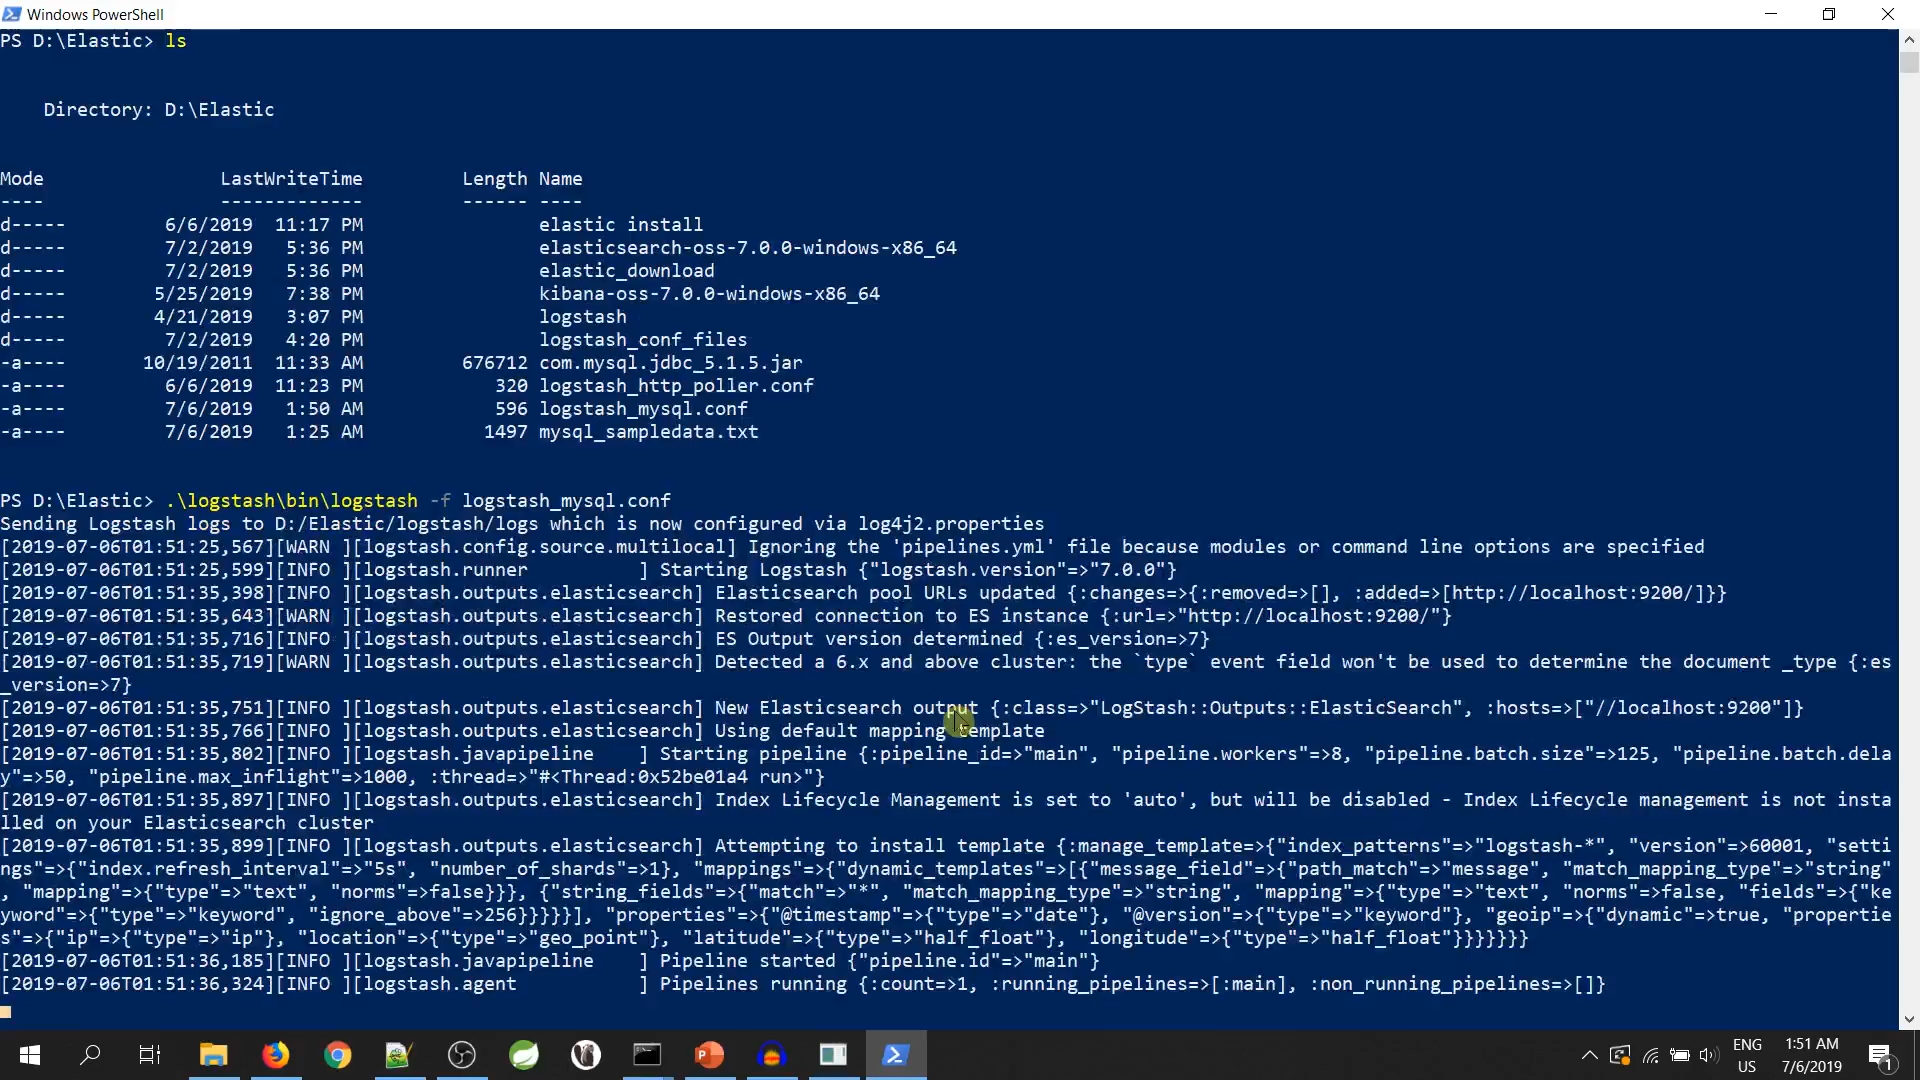 Windows PowerShell
PS D:\Elastic> ls
Directory: D:\Elastic
Mode LastWriteTime Length Name
---- ------------- ------ ----
d----- 6/6/2019 11:17 PM elastic install
d----- 7/2/2019 5:36 PM elasticsearch-oss-7.0.0-windows-x86_64
d----- 7/2/2019 5:36 PM elastic_download
d----- 5/25/2019 7:38 PM kibana-oss-7.0.0-windows-x86_64
d----- 4/21/2019 3:07 PM logstash
d----- 7/2/2019 4:20 PM logstash_conf_files
-a---- 10/19/2011 11:33 AM 676712 com.mysql.jdbc_5.1.5.jar
-a---- 6/6/2019 11:23 PM 320 logstash_http_poller.conf
-a---- 7/6/2019 1:50 AM 596 logstash_mysql.conf
-a---- 7/6/2019 1:25 AM 1497 mysql_sampledata.txt
PS D:\Elastic> .\logstash\bin\logstash -f logstash_mysql.conf
Sending Logstash logs to D:/Elastic/logstash/logs which is now configured via log4j2.properties
[2019-07-06T01:51:25,567][WARN ][logstash.config.source.multilocal] Ignoring the 'pipelines.yml' file because modules or command line options are specified
[2019-07-06T01:51:25,599][INFO ][logstash.runner ] Starting Logstash {"logstash.version"=>"7.0.0"}
[2019-07-06T01:51:35,398][INFO ][logstash.outputs.elasticsearch] Elasticsearch pool URLs updated {:changes=>{:removed=>[], :added=>[http://localhost:9200/]}}
[2019-07-06T01:51:35,643][WARN ][logstash.outputs.elasticsearch] Restored connection to ES instance {:url=>"http://localhost:9200/"}
[2019-07-06T01:51:35,716][INFO ][logstash.outputs.elasticsearch] ES Output version determined {:es_version=>7}
[2019-07-06T01:51:35,719][WARN ][logstash.outputs.elasticsearch] Detected a 6.x and above cluster: the `type` event field won't be used to determine the document _type {:es
_version=>7}
[2019-07-06T01:51:35,751][INFO ][logstash.outputs.elasticsearch] New Elasticsearch output {:class=>"LogStash::Outputs::ElasticSearch", :hosts=>["//localhost:9200"]}
[2019-07-06T01:51:35,766][INFO ][logstash.outputs.elasticsearch] Using default mapping template
[2019-07-06T01:51:35,802][INFO ][logstash.javapipeline ] Starting pipeline {:pipeline_id=>"main", "pipeline.workers"=>8, "pipeline.batch.size"=>125, "pipeline.batch.dela
y"=>50, "pipeline.max_inflight"=>1000, :thread=>"#<Thread:0x52be01a4 run>"}
[2019-07-06T01:51:35,897][INFO ][logstash.outputs.elasticsearch] Index Lifecycle Management is set to 'auto', but will be disabled - Index Lifecycle management is not insta
lled on your Elasticsearch cluster
[2019-07-06T01:51:35,899][INFO ][logstash.outputs.elasticsearch] Attempting to install template {:manage_template=>{"index_patterns"=>"logstash-*", "version"=>60001, "setti
ngs"=>{"index.refresh_interval"=>"5s", "number_of_shards"=>1}, "mappings"=>{"dynamic_templates"=>[{"message_field"=>{"path_match"=>"message", "match_mapping_type"=>"string"
, "mapping"=>{"type"=>"text", "norms"=>false}}}, {"string_fields"=>{"match"=>"*", "match_mapping_type"=>"string", "mapping"=>{"type"=>"text", "norms"=>false, "fields"=>{"ke
yword"=>{"type"=>"keyword", "ignore_above"=>256}}}}}], "properties"=>{"@timestamp"=>{"type"=>"date"}, "@version"=>{"type"=>"keyword"}, "geoip"=>{"dynamic"=>true, "propertie
s"=>{"ip"=>{"type"=>"ip"}, "location"=>{"type"=>"geo_point"}, "latitude"=>{"type"=>"half_float"}, "longitude"=>{"type"=>"half_float"}}}}}}}
[2019-07-06T01:51:36,185][INFO ][logstash.javapipeline ] Pipeline started {"pipeline.id"=>"main"}
[2019-07-06T01:51:36,324][INFO ][logstash.agent ] Pipelines running {:count=>1, :running_pipelines=>[:main], :non_running_pipelines=>[]}
ENG
US
1:51 AM
7/6/2019
1